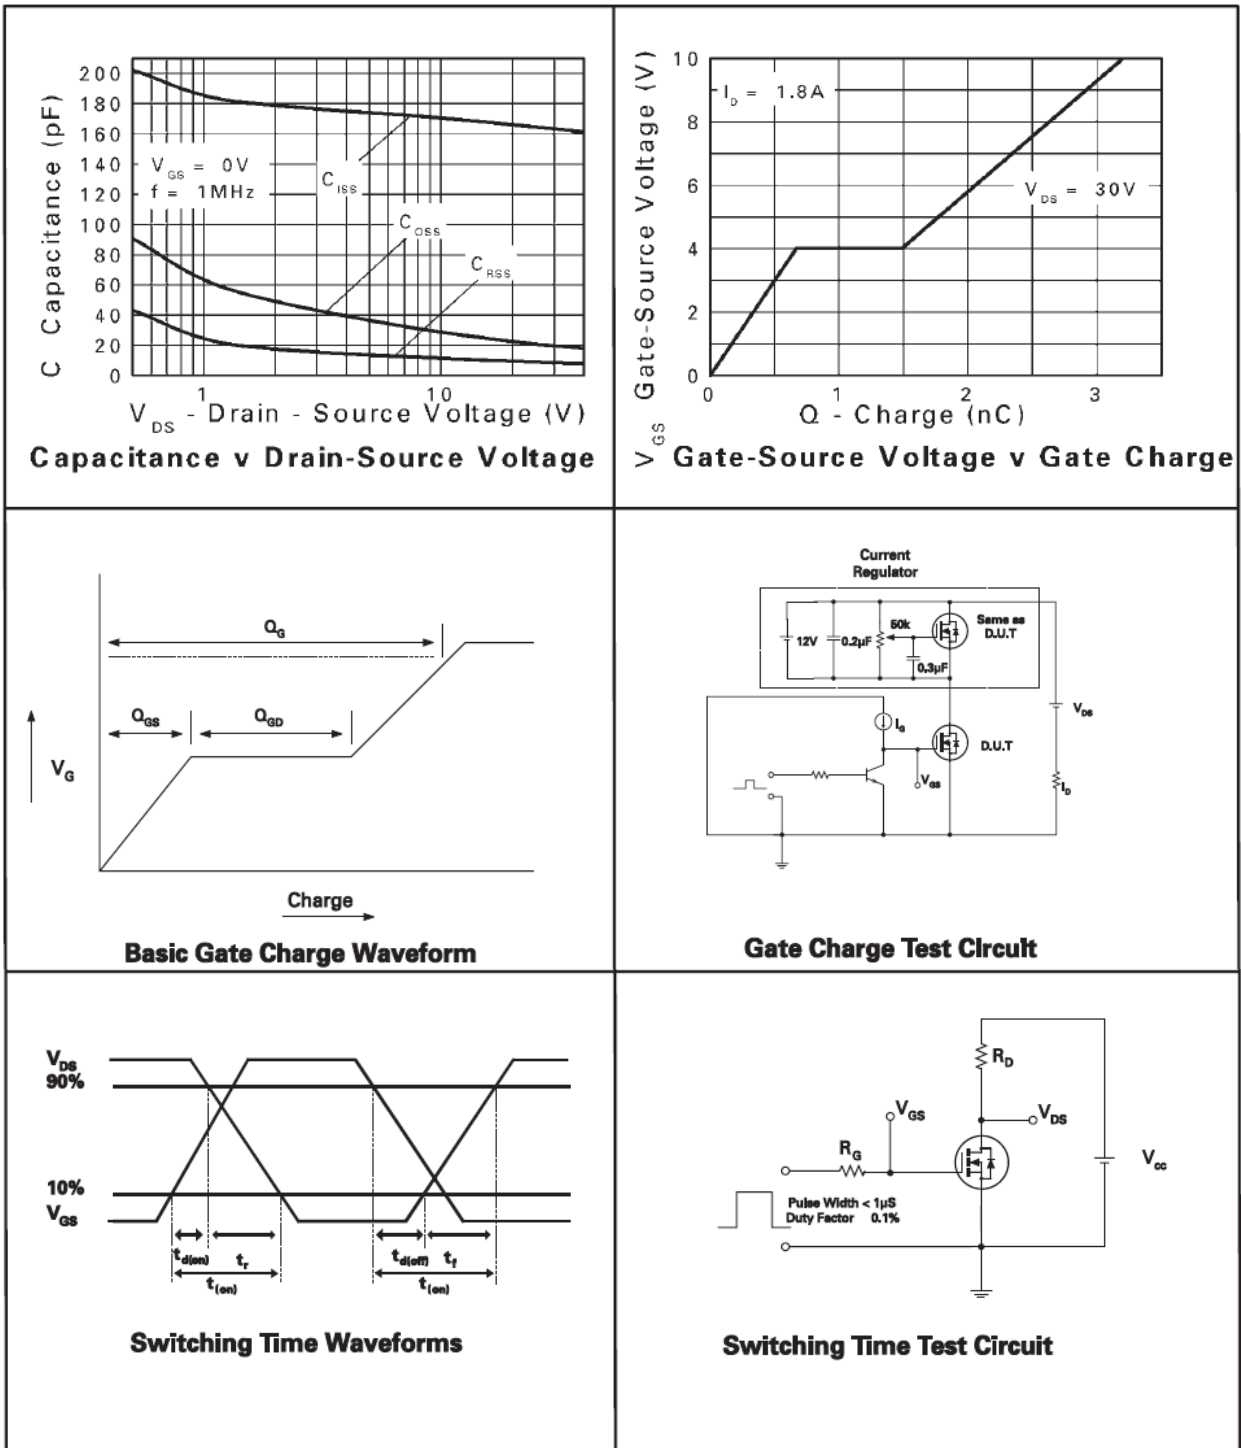 200
180
160
140
120
100
80
60
40
20
0
C Capacitance (pF)
VGS = 0V
f = 1MHz
CISS
COSS
CRSS
1 10
VDS - Drain - Source Voltage (V)
Capacitance v Drain-Source Voltage
10
8
6
4
2
0
VGS Gate-Source Voltage (V)
ID = 1.8A
VDS = 30V
0 1 2 3
Q - Charge (nC)
Gate-Source Voltage v Gate Charge
QG
QGS
QGD
VG
Charge
Basic Gate Charge Waveform
Current
Regulator
12V
0.2µF
50k
0.3µF
Same as
D.U.T
IG
VDS
D.U.T
VGS
ID
Gate Charge Test Circuit
VDS
90%
10%
VGS
td(on) tr td(off) tf
t(on) t(on)
Switching Time Waveforms
RD
VGS
VDS
RG
Vcc
Pulse Width < 1µS
Duty Factor 0.1%
Switching Time Test Circuit